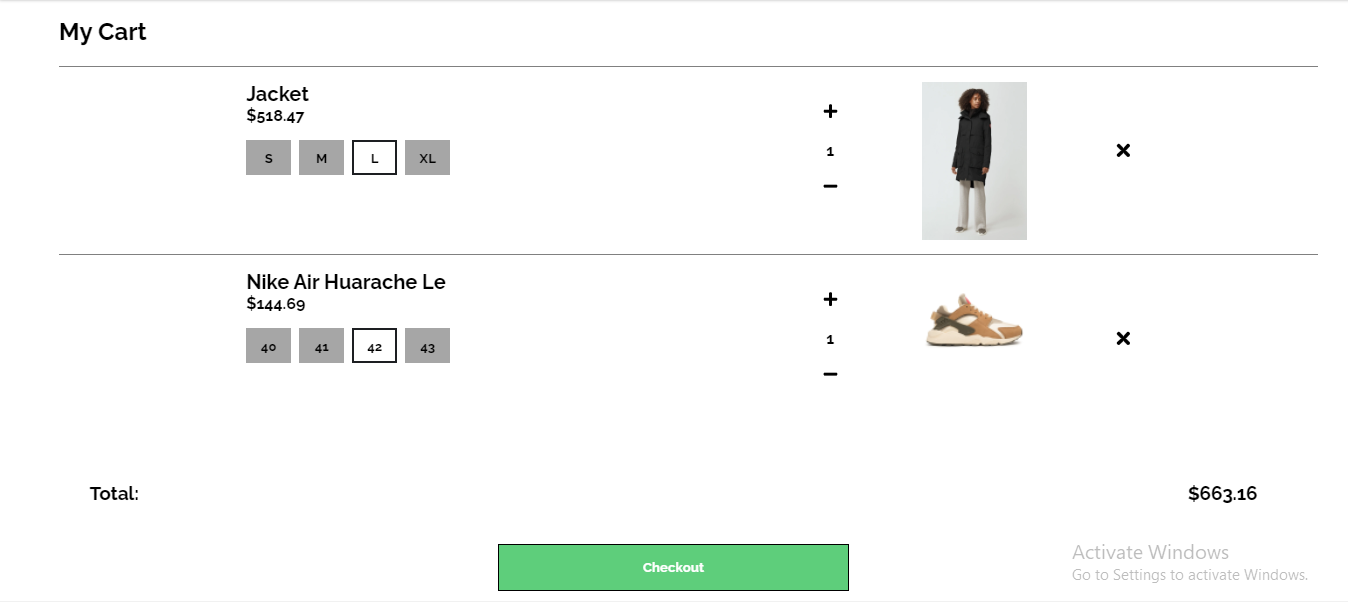 My Cart
Jacket
$518.47
S M L XL
+
1
−
×
Nike Air Huarache Le
$144.69
40 41 42 43
+
1
−
×
Total: $663.16
Checkout
Activate Windows
Go to Settings to activate Windows.